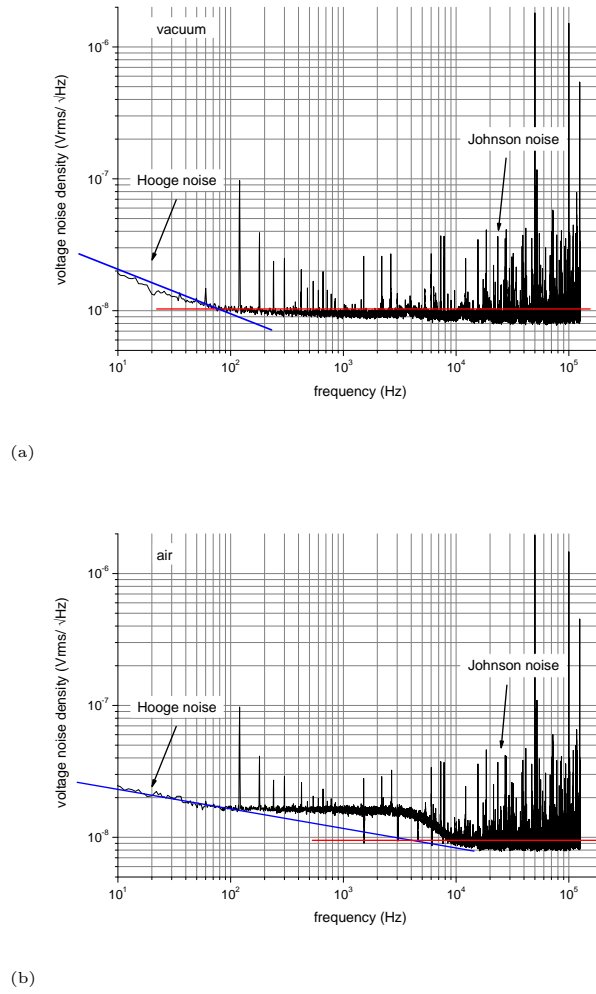 vacuum
Hooge noise
Johnson noise
voltage noise density (Vrms/ √Hz)
10^-6
10^-7
10^-8
10^1 10^2 10^3 10^4 10^5
frequency (Hz)
(a)
air
Hooge noise
Johnson noise
voltage noise density (Vrms/ √Hz)
10^-6
10^-7
10^-8
10^1 10^2 10^3 10^4 10^5
frequency (Hz)
(b)